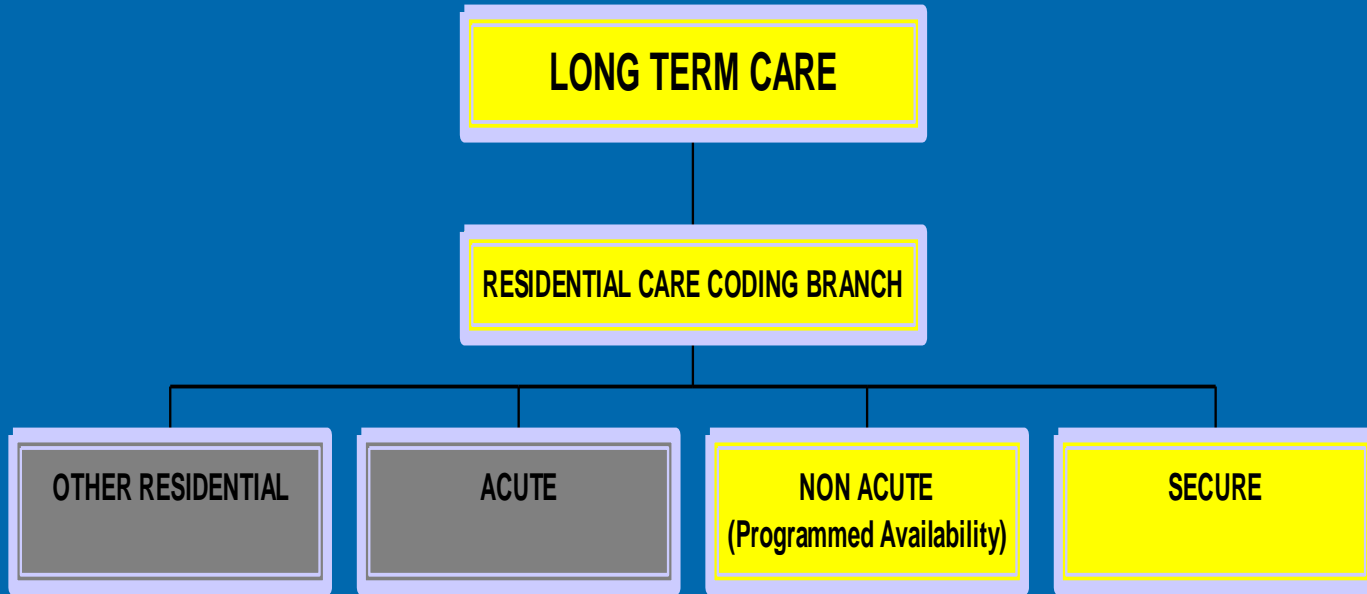 LONG TERM CARE
RESIDENTIAL CARE CODING BRANCH
OTHER RESIDENTIAL
ACUTE
NON ACUTE
(Programmed Availability)
SECURE